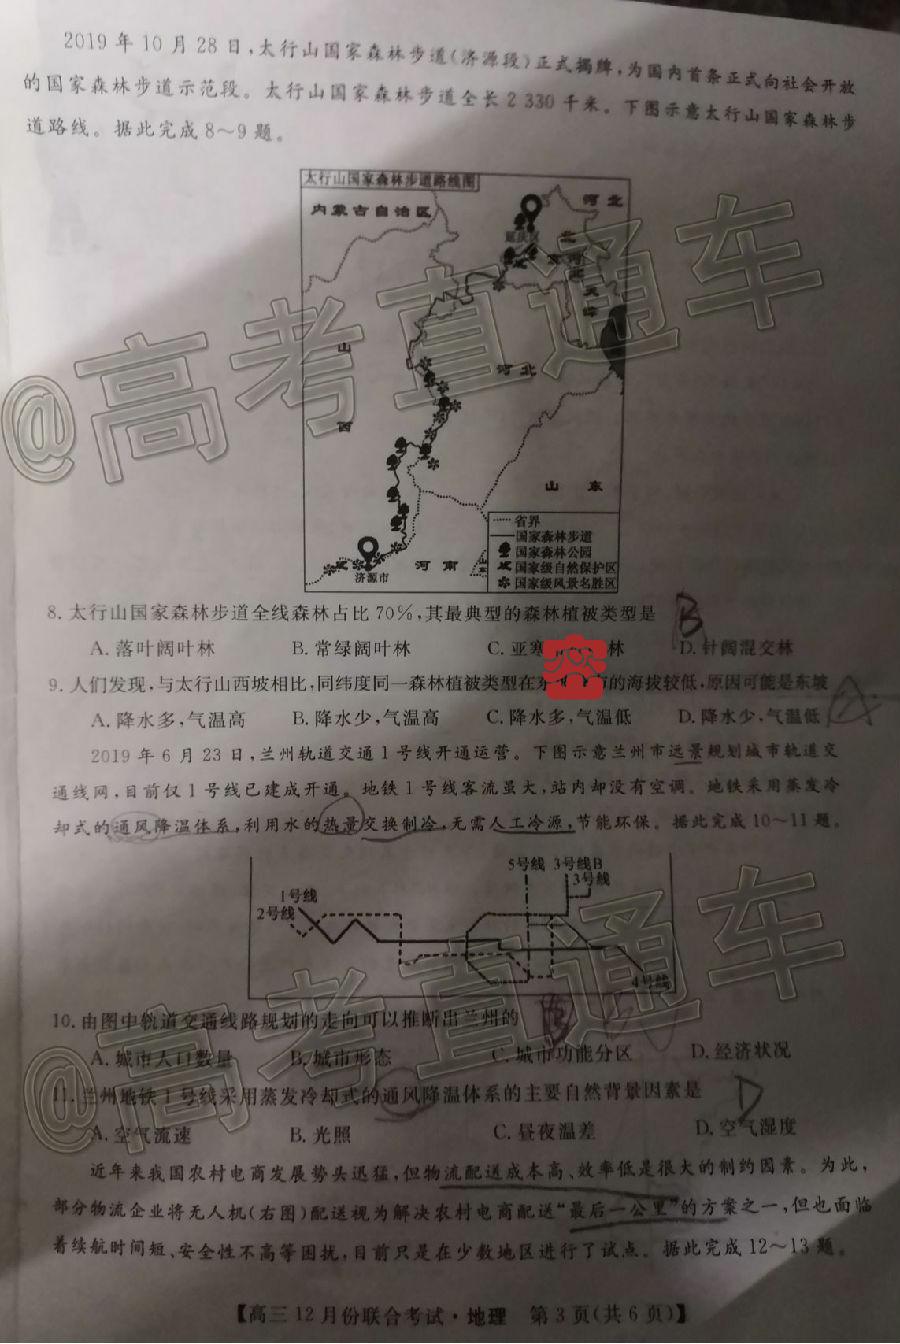 2019年10月28日,太行山国家森林步道(济源段)正式揭牌,为国内首条正式向社会开放
的国家森林步道示范段。太行山国家森林步道全长2 330千米。下图示意太行山国家森林步
道路线。据此完成8～9题。
太行山国家森林步道路线图
内蒙古自治区
河北
延庆区
北
京
河北
天
津
山
西
河北
山 东
河南
济源市
省界
国家森林步道
国家森林公园
国家级自然保护区
国家级风景名胜区
8.太行山国家森林步道全线森林占比70%,其最典型的森林植被类型是
B
A.落叶阔叶林 B.常绿阔叶林 C.亚寒 林 D.针阔混交林
9.人们发现,与太行山西坡相比,同纬度同一森林植被类型在东 的海拔较低,原因可能是东坡
A.降水多,气温高 B.降水少,气温高 C.降水多,气温低 D.降水少,气温低
A
2019年6月23日,兰州轨道交通1号线开通运营。下图示意兰州市远景规划城市轨道交
通线网,目前仅1号线已建成开通。地铁1号线客流虽大,站内却没有空调。地铁采用蒸发冷
却式的通风降温体系,利用水的热量交换制冷,无需人工冷源,节能环保。据此完成10～11题。
5号线 3号线B
3号线
1号线
2号线
4号线
10.由图中轨道交通线路规划的走向可以推断出兰州的
A.城市人口数量 B.城市形态 C.城市功能分区 D.经济状况
11.兰州地铁1号线采用蒸发冷却式的通风降温体系的主要自然背景因素是
D
A.空气流速 B.光照 C.昼夜温差 D.空气湿度
近年来我国农村电商发展势头迅猛,但物流配送成本高、效率低是很大的制约因素。为此,
部分物流企业将无人机(右图)配送视为解决农村电商配送“最后一公里”的方案之一,但也面临
着续航时间短、安全性不高等困扰,目前只是在少数地区进行了试点。据此完成12～13题。
【高三12月份联合考试·地理 第3页(共6页)】
@高考直通车
@高考直通车